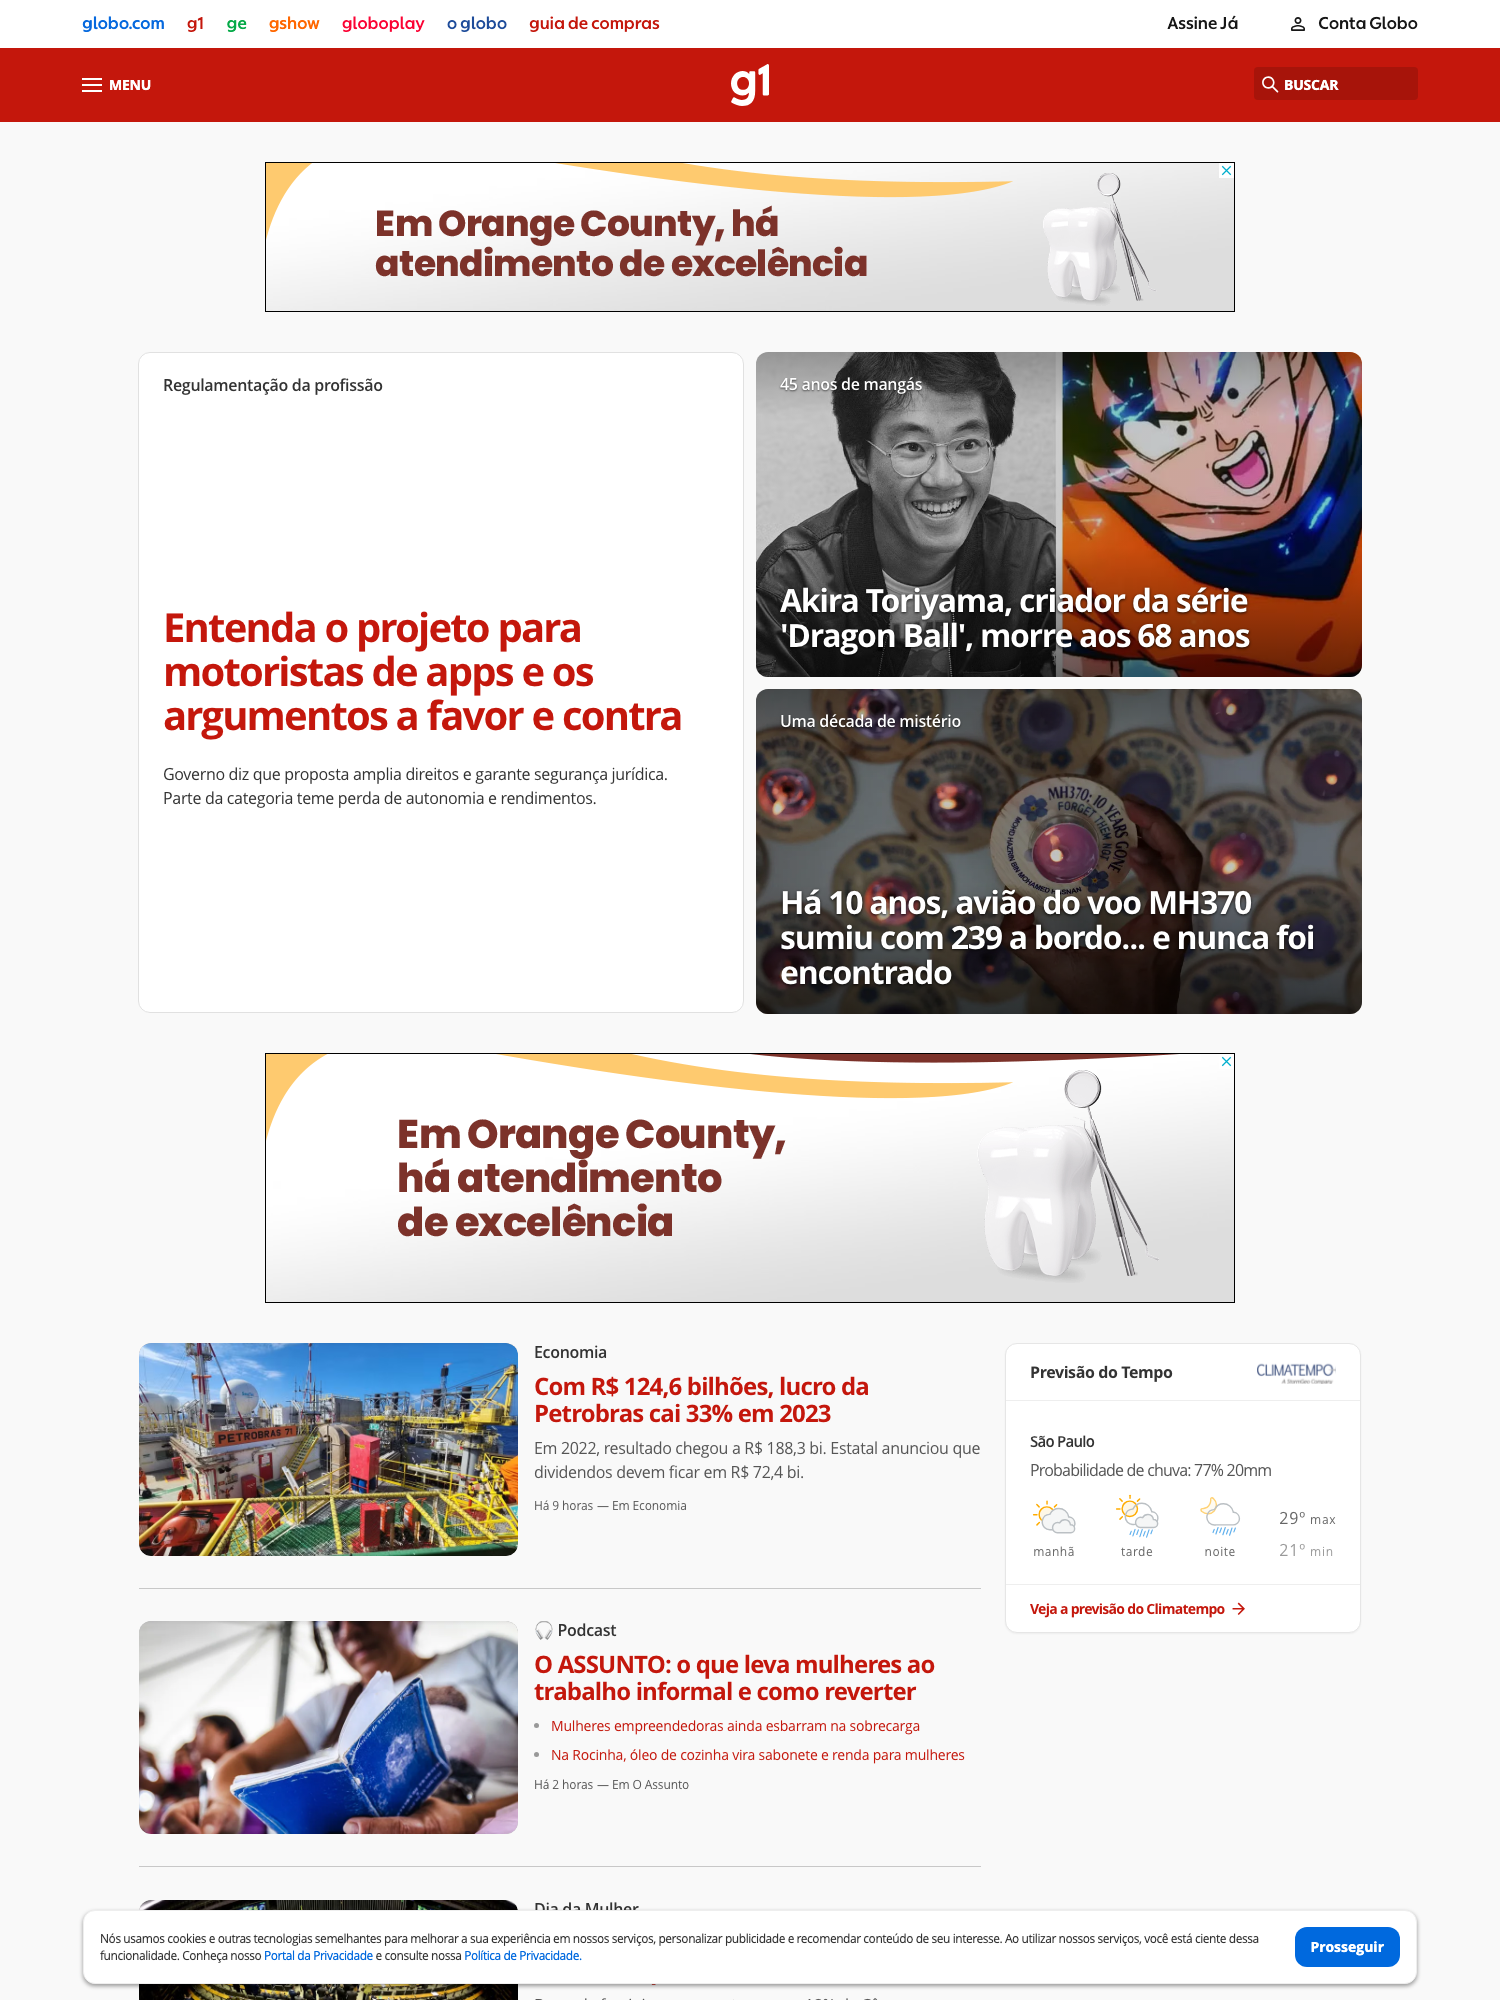 globo.com g1 ge gshow globoplay o globo guia de compras Assine Já Conta Globo
MENU g1 BUSCAR
Em Orange County, há
atendimento de excelência
Regulamentação da profissão
Entenda o projeto para
motoristas de apps e os
argumentos a favor e contra
Governo diz que proposta amplia direitos e garante segurança jurídica.
Parte da categoria teme perda de autonomia e rendimentos.
45 anos de mangás
Akira Toriyama, criador da série
'Dragon Ball', morre aos 68 anos
Uma década de mistério
MH370: 10 YEARS GONE
FORGET THEM NOT
Há 10 anos, avião do voo MH370
sumiu com 239 a bordo... e nunca foi
encontrado
Em Orange County,
há atendimento
de excelência
PETROBRAS 71
Economia
Com R$ 124,6 bilhões, lucro da
Petrobras cai 33% em 2023
Em 2022, resultado chegou a R$ 188,3 bi. Estatal anunciou que
dividendos devem ficar em R$ 72,4 bi.
Há 9 horas — Em Economia
Previsão do Tempo CLIMATEMPO
São Paulo
Probabilidade de chuva: 77% 20mm
29º max
manhã tarde noite 21º min
Veja a previsão do Climatempo
Podcast
O ASSUNTO: o que leva mulheres ao
trabalho informal e como reverter
Mulheres empreendedoras ainda esbarram na sobrecarga
Na Rocinha, óleo de cozinha vira sabonete e renda para mulheres
Há 2 horas — Em O Assunto
Dia da Mulher
Nós usamos cookies e outras tecnologias semelhantes para melhorar a sua experiência em nossos serviços, personalizar publicidade e recomendar conteúdo de seu interesse. Ao utilizar nossos serviços, você está ciente dessa
funcionalidade. Conheça nosso Portal da Privacidade e consulte nossa Política de Privacidade.
Prosseguir